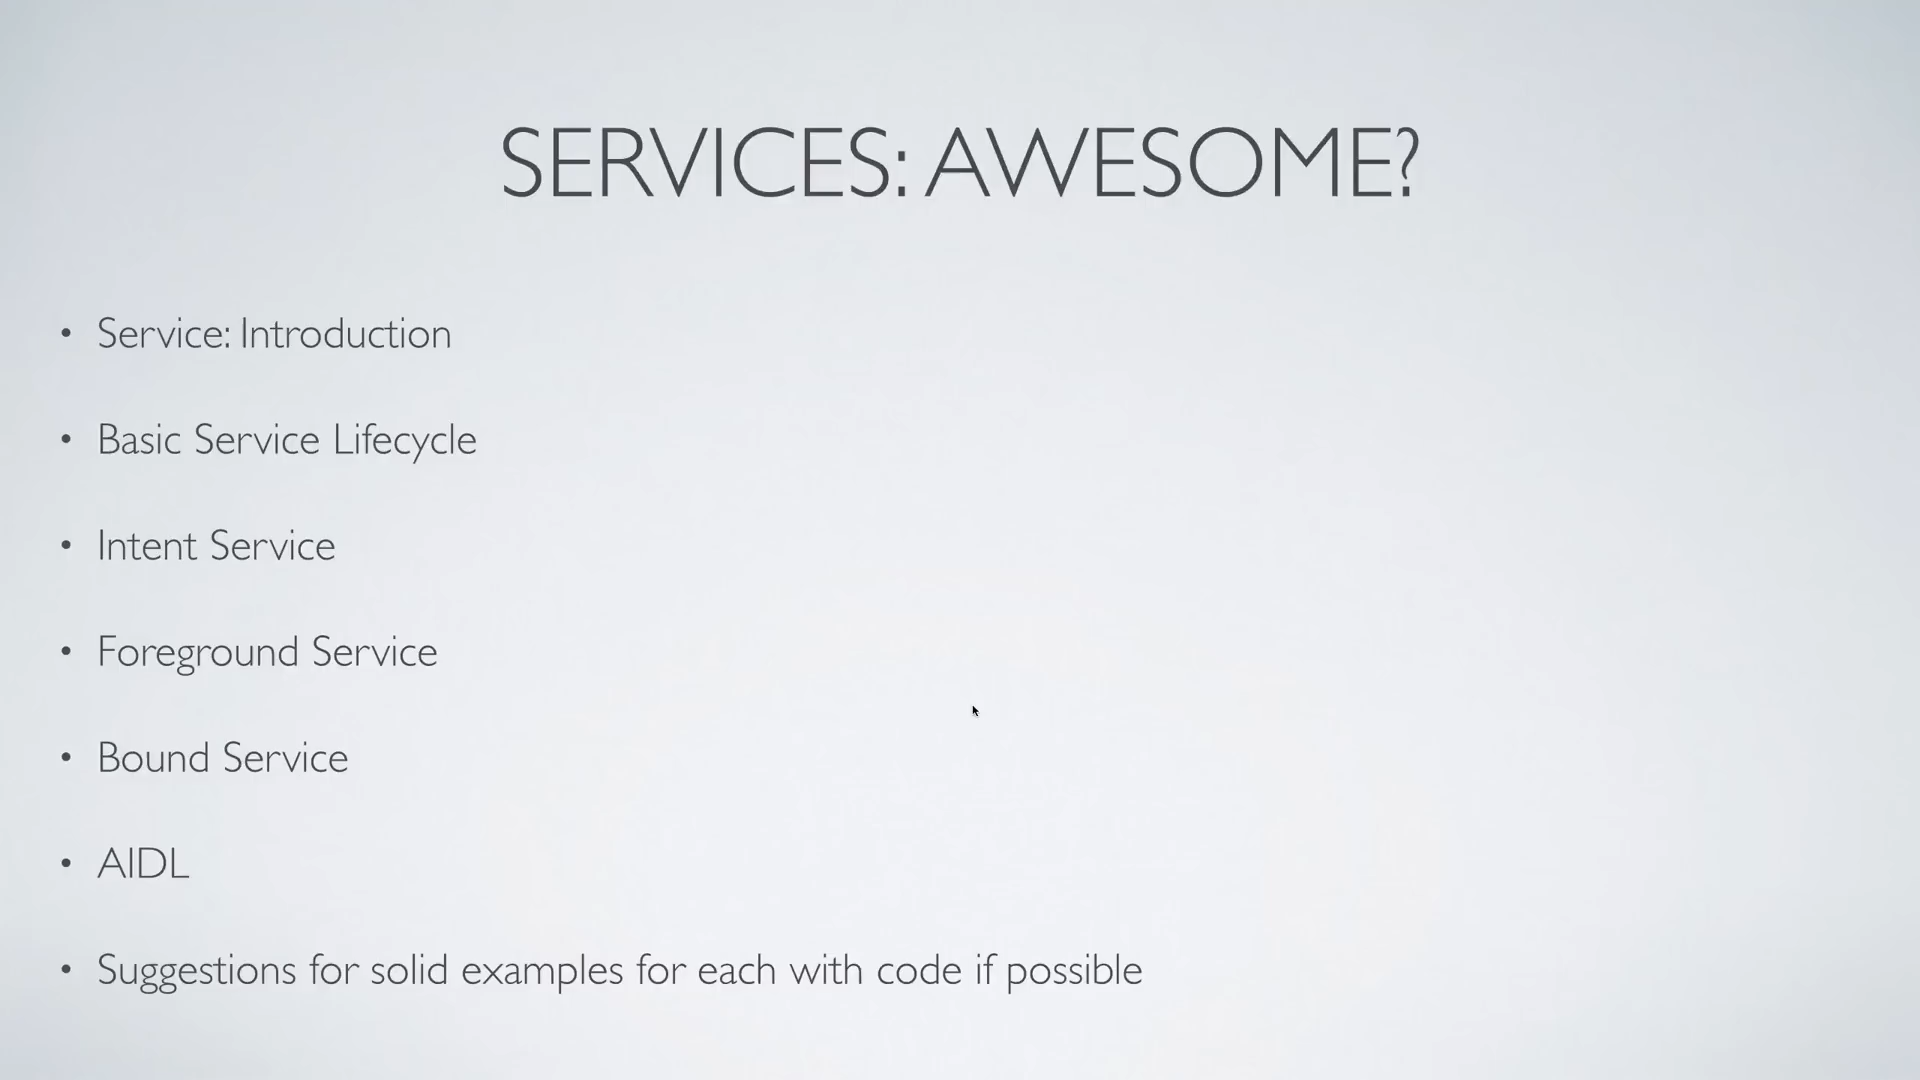 SERVICES: AWESOME?
• Service: Introduction
• Basic Service Lifecycle
• Intent Service
• Foreground Service
• Bound Service
• AIDL
• Suggestions for solid examples for each with code if possible